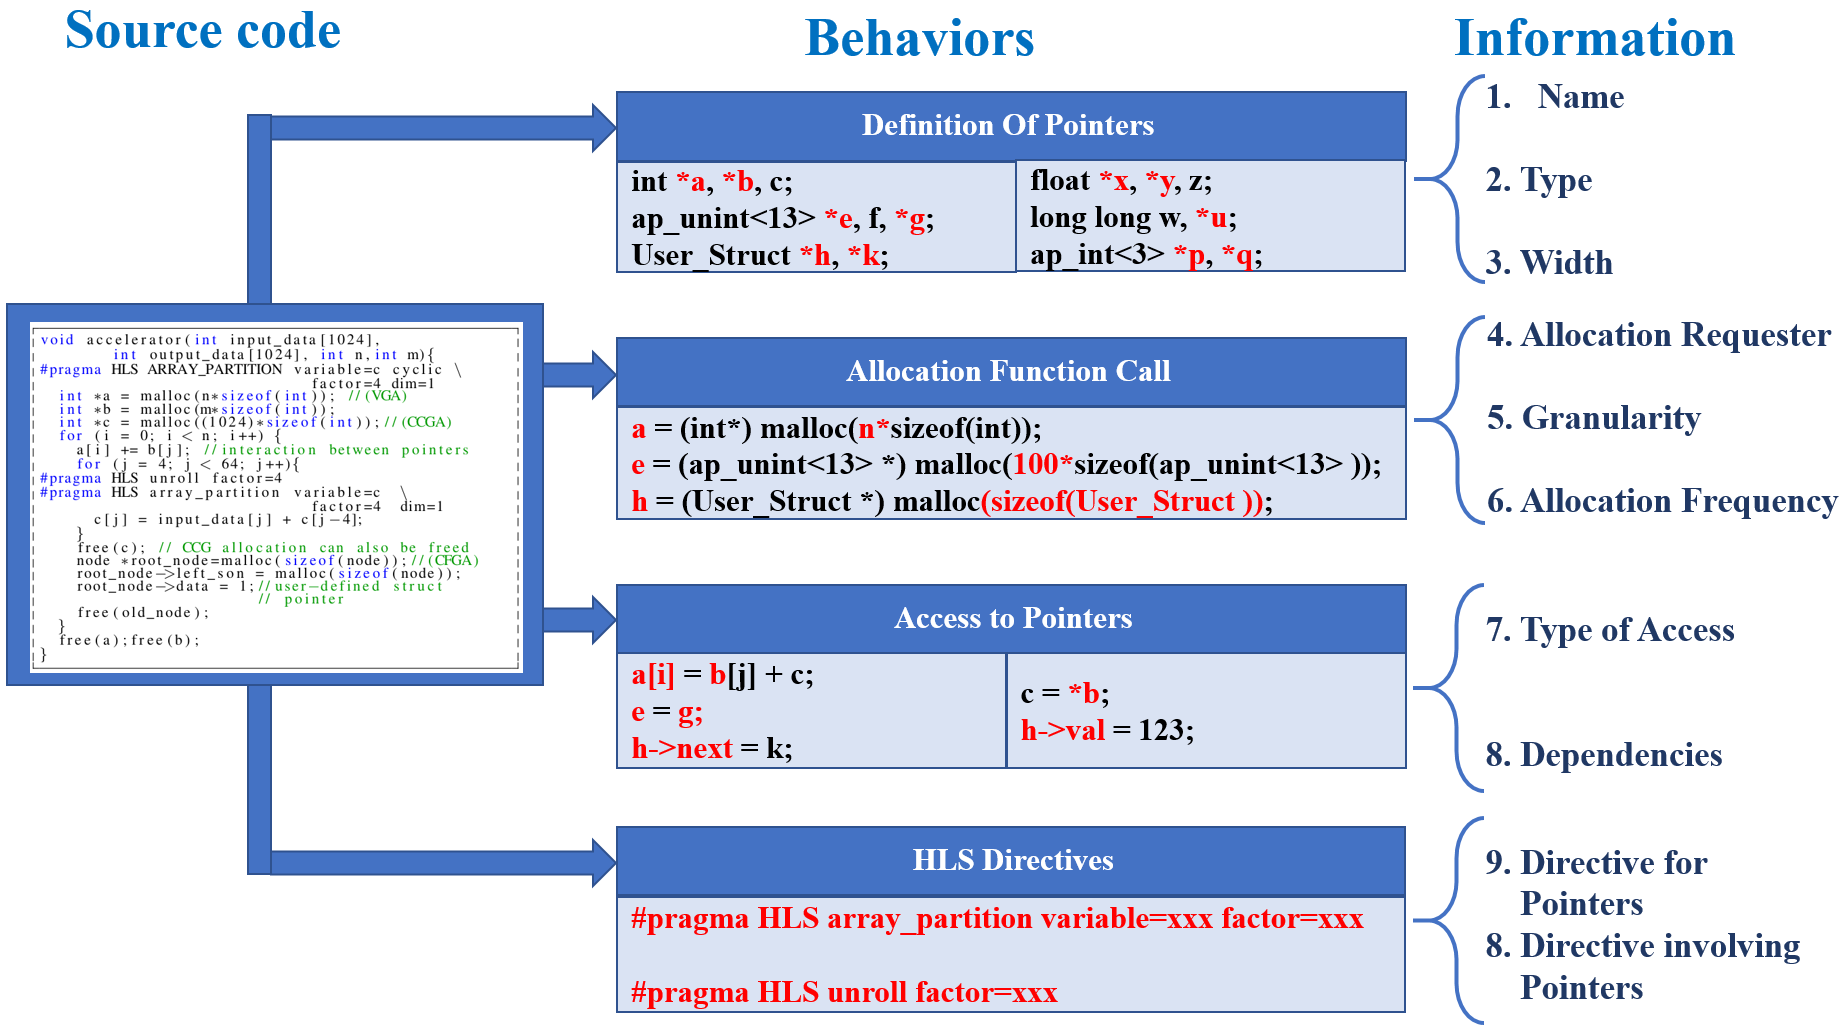 Source code
Behaviors
Information
Definition Of Pointers
int *a, *b, c;
ap_unint<13> *e, f, *g;
User_Struct *h, *k;
float *x, *y, z;
long long w, *u;
ap_int<3> *p, *q;
1. Name
2. Type
3. Width
void accelerator(int input_data[1024],
int output_data[1024], int n,int m){
#pragma HLS ARRAY_PARTITION variable=c cyclic \
factor=4 dim=1
int *a = malloc(n*sizeof(int)); //(VGA)
int *b = malloc(m*sizeof(int));
int *c = malloc((1024)*sizeof(int));//(CCGA)
for (i = 0; i < n; i++) {
a[i] += b[j]; //interaction between pointers
for (j = 4; j < 64; j++){
#pragma HLS unroll factor=4
#pragma HLS array_partition variable=c \
factor=4 dim=1
c[j] = input_data[j] + c[j-4];
}
free(c); // CCG allocation can also be freed
node *root_node=malloc(sizeof(node));//(CFGA)
root_node->left_son = malloc(sizeof(node));
root_node->data = 1;//user-defined struct
// pointer
free(old_node);
}
free(a);free(b);
}
Allocation Function Call
a = (int*) malloc(n*sizeof(int));
e = (ap_unint<13> *) malloc(100*sizeof(ap_unint<13> ));
h = (User_Struct *) malloc(sizeof(User_Struct ));
4. Allocation Requester
5. Granularity
6. Allocation Frequency
Access to Pointers
a[i] = b[j] + c;
e = g;
h->next = k;
c = *b;
h->val = 123;
7. Type of Access
8. Dependencies
HLS Directives
#pragma HLS array_partition variable=xxx factor=xxx
#pragma HLS unroll factor=xxx
9. Directive for
Pointers
8. Directive involving
Pointers